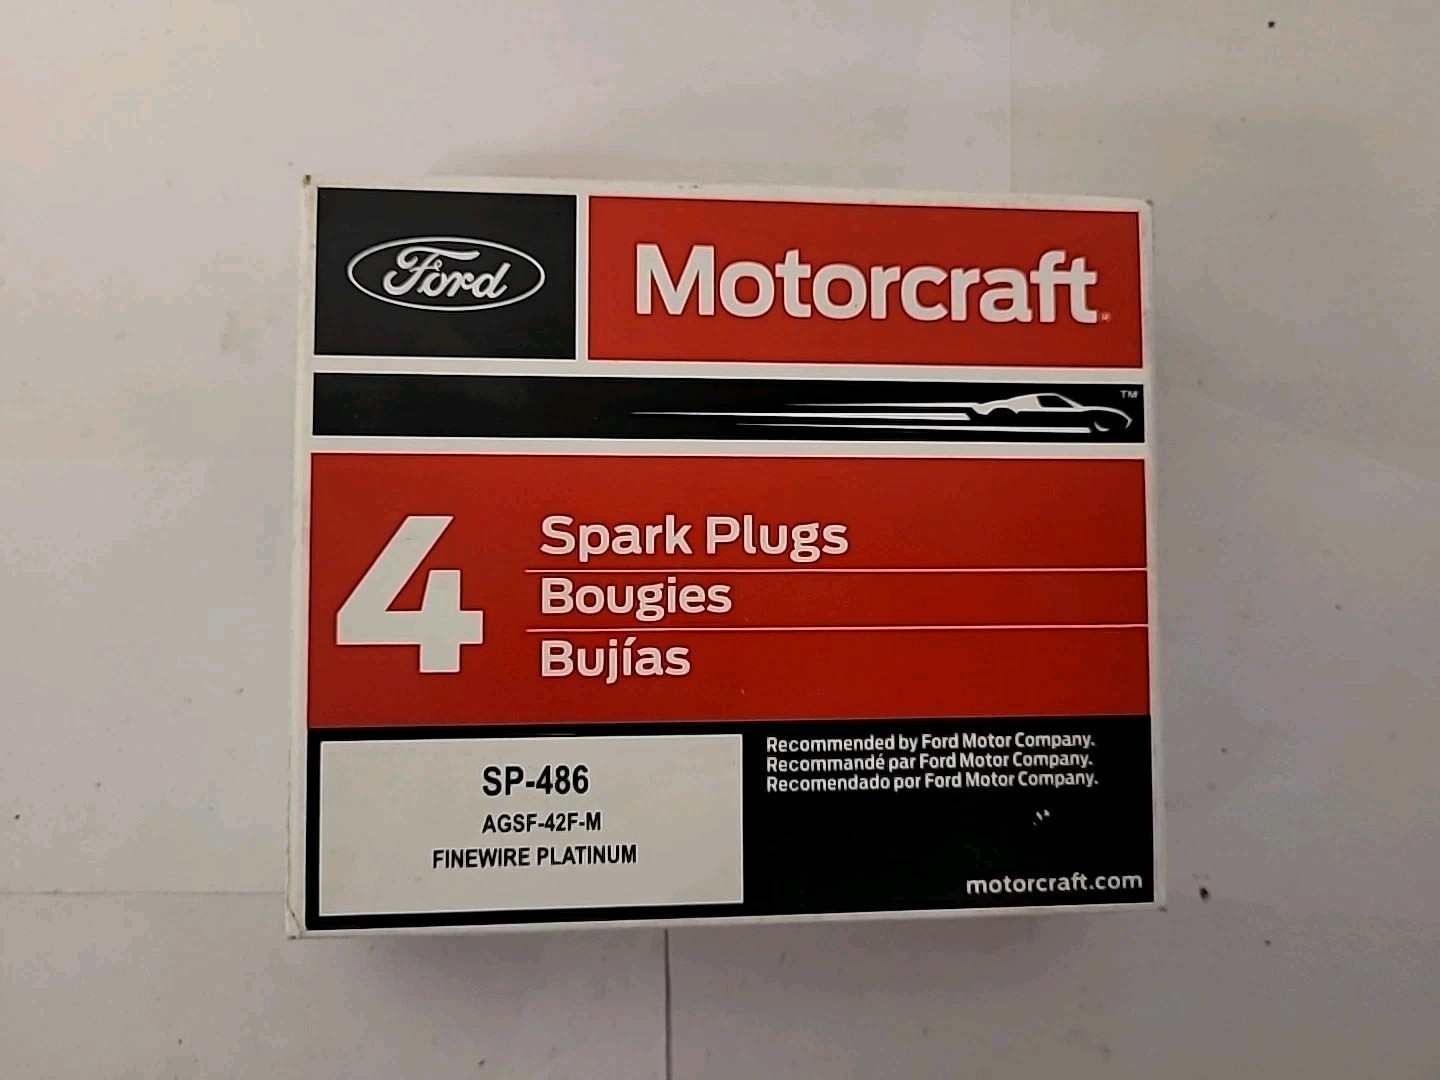 Ford
Motorcraft®
TM
4
Spark Plugs
Bougies
Bujías
SP-486
AGSF-42F-M
FINEWIRE PLATINUM
Recommended by Ford Motor Company.
Recommandé par Ford Motor Company.
Recomendado por Ford Motor Company.
motorcraft.com